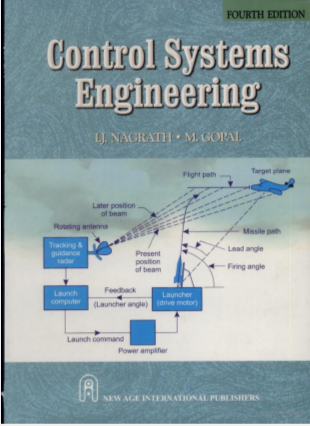 FOURTH EDITION
Control Systems
Engineering
I.J. NAGRATH • M. GOPAL
Flight path
Target plane
Later position
of beam
Rotating antenna
Missile path
Tracking &
guidance
radar
Present
position
of beam
Lead angle
Firing angle
Launch
computer
Feedback
(Launcher angle)
Launcher
(drive motor)
Launch command
Power amplifier
NEW AGE INTERNATIONAL PUBLISHERS